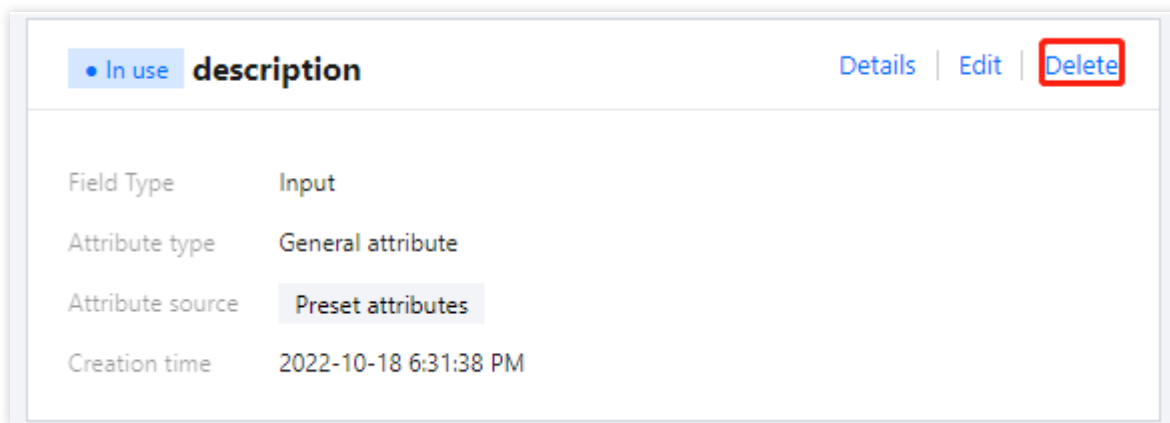 • In use description Details | Edit | Delete
Field Type Input
Attribute type General attribute
Attribute source Preset attributes
Creation time 2022-10-18 6:31:38 PM